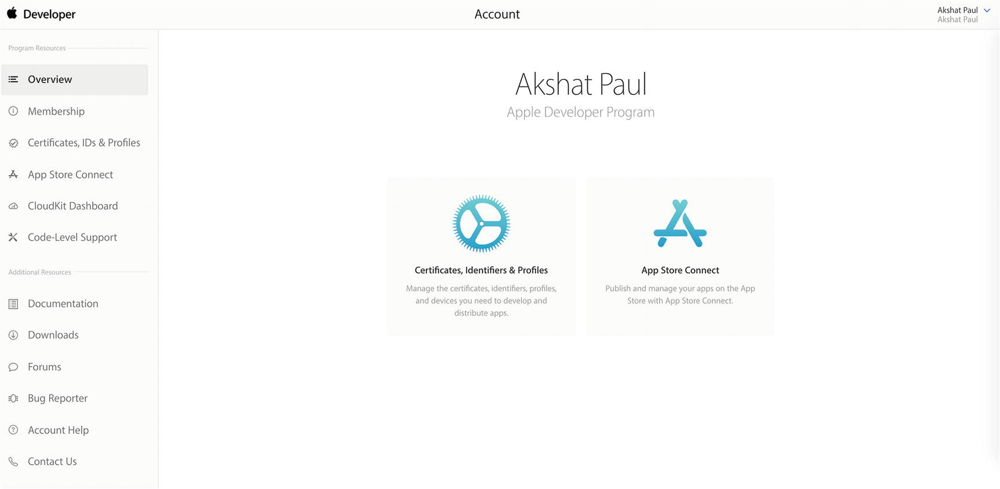 Developer
Account
Akshat Paul
Akshat Paul
Program Resources
Overview
Membership
Certificates, IDs & Profiles
App Store Connect
CloudKit Dashboard
Code-Level Support
Additional Resources
Documentation
Downloads
Forums
Bug Reporter
Account Help
Contact Us
Akshat Paul
Apple Developer Program
Certificates, Identifiers & Profiles
Manage the certificates, identifiers, profiles,
and devices you need to develop and
distribute apps.
App Store Connect
Publish and manage your apps on the App
Store with App Store Connect.